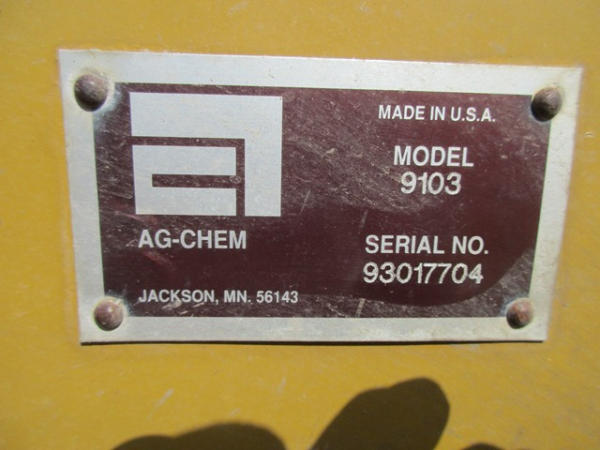 MADE IN U.S.A.
MODEL
9103
AG-CHEM
SERIAL NO.
93017704
JACKSON, MN. 56143